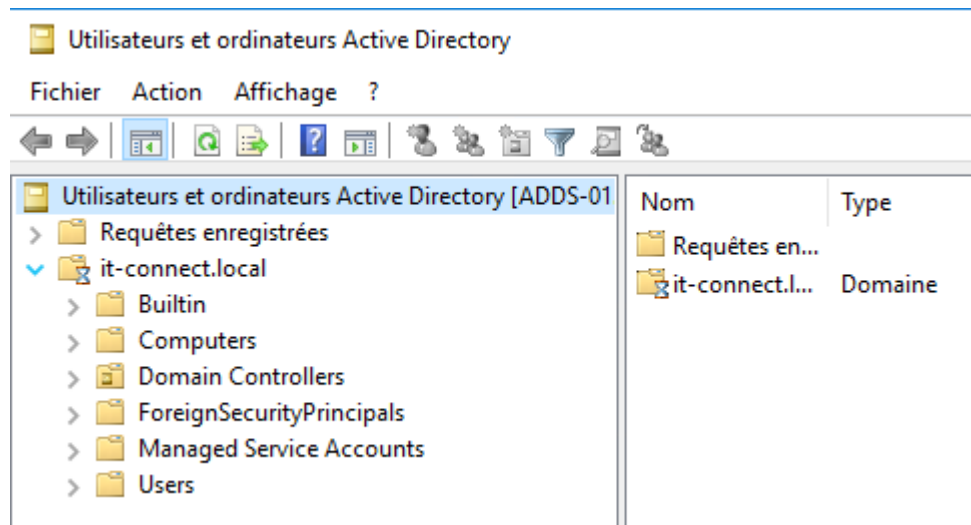 Utilisateurs et ordinateurs Active Directory
Fichier Action Affichage ?
Utilisateurs et ordinateurs Active Directory [ADDS-01
Requêtes enregistrées
it-connect.local
Builtin
Computers
Domain Controllers
ForeignSecurityPrincipals
Managed Service Accounts
Users
Nom Type
Requêtes en...
it-connect.l... Domaine